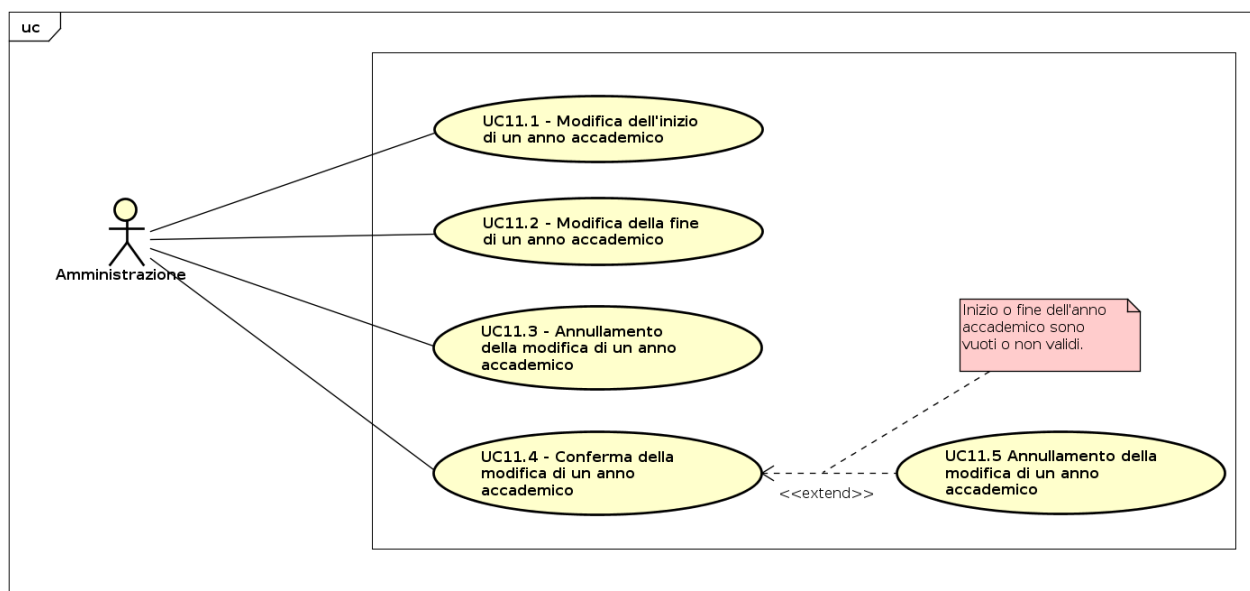 uc
UC11.1 - Modifica dell'inizio
di un anno accademico
UC11.2 - Modifica della fine
di un anno accademico
Amministrazione
UC11.3 - Annullamento
della modifica di un anno
accademico
Inizio o fine dell'anno
accademico sono
vuoti o non validi.
UC11.4 - Conferma della
modifica di un anno
accademico
<<extend>>
UC11.5 Annullamento della
modifica di un anno
accademico